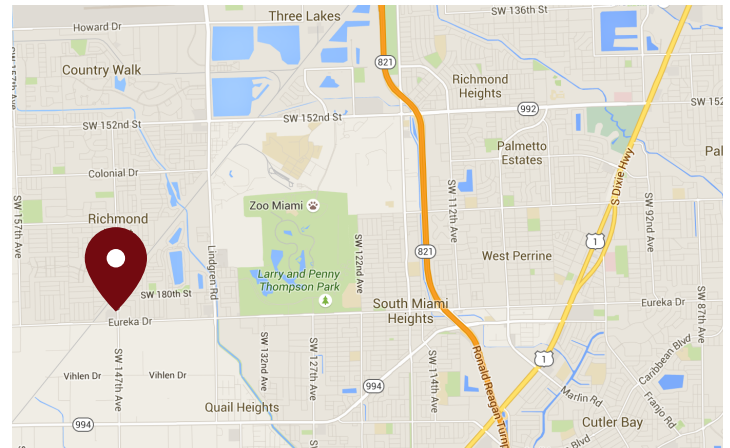 Three Lakes
SW 136th St
Howard Dr
Country Walk
821
Richmond
Heights
992
SW 152nd St
SW 152nd St
SW 152
Colonial Dr
Palmetto
Estates
Pal
S Dixie Hwy
SW 157th Ave
Zoo Miami
SW 112th Ave
SW 92nd Ave
Richmond
Lindgren Rd
SW 122nd Ave
821
1
West Perrine
Larry and Penny
Thompson Park
SW 180th St
South Miami
Heights
Eureka Dr
SW 87th Ave
Eureka Dr
SW 147th Ave
SW 132nd Ave
SW 127th Ave
SW 114th Ave
1
Caribbean Blvd
Vihlen Dr
Vihlen Dr
994
Ronald Reagan Turnp
Marlin Rd
Franjo Rd
Quail Heights
994
Cutler Bay